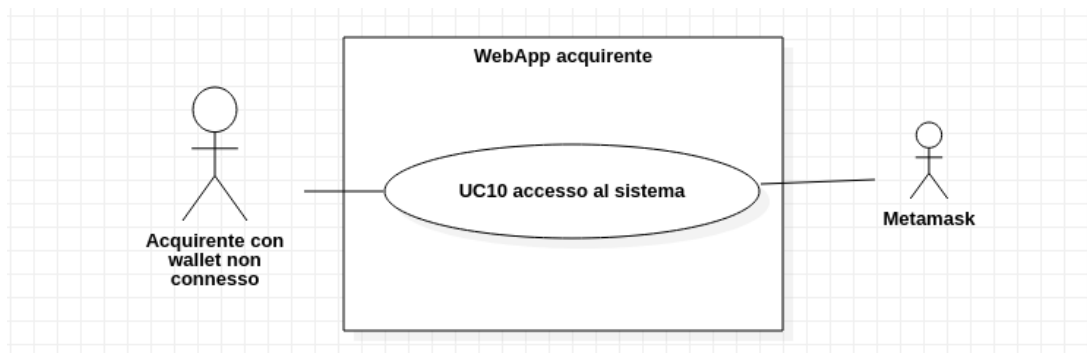 WebApp acquirente
UC10 accesso al sistema
Acquirente con
wallet non
connesso
Metamask